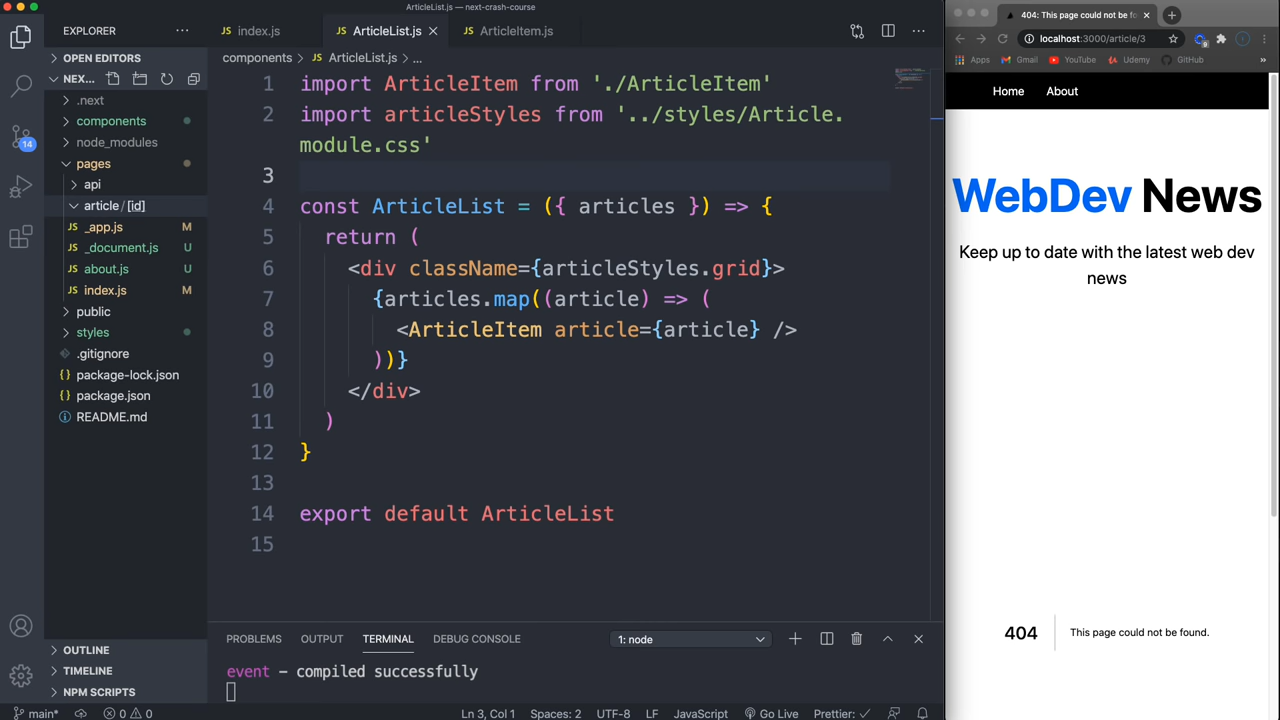 ArticleList.js — next-crash-course
EXPLORER
OPEN EDITORS
NEX...
.next
components
node_modules
pages
api
article / [id]
_app.js M
_document.js U
about.js U
index.js M
public
styles
.gitignore
package-lock.json
package.json
README.md
OUTLINE
TIMELINE
NPM SCRIPTS
14
index.js
ArticleList.js
ArticleItem.js
components > JS ArticleList.js > ...
1 import ArticleItem from './ArticleItem'
2 import articleStyles from '../styles/Article.
module.css'
3
4 const ArticleList = ({ articles }) => {
5 return (
6 <div className={articleStyles.grid}>
7 {articles.map((article) => (
8 <ArticleItem article={article} />
9 ))}
10 </div>
11 )
12 }
13
14 export default ArticleList
15
PROBLEMS OUTPUT TERMINAL DEBUG CONSOLE
1: node
event - compiled successfully
main* 0 0 Ln 3, Col 1 Spaces: 2 UTF-8 LF JavaScript Go Live Prettier: ✓
404: This page could not be fo
localhost:3000/article/3
Apps Gmail YouTube Udemy GitHub »
Home About
WebDev News
Keep up to date with the latest web dev
news
404 This page could not be found.